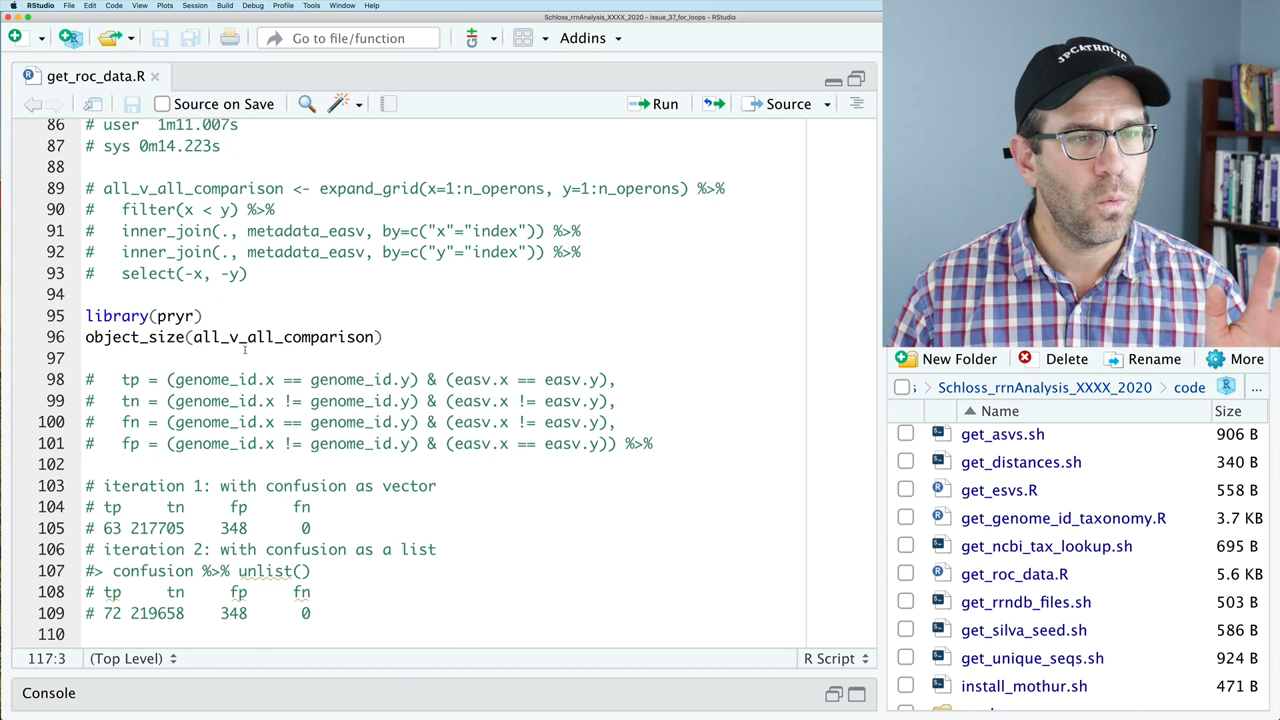 RStudio File Edit Code View Plots Session Build Debug Profile Tools Window Help
Schloss_rrnAnalysis_XXXX_2020 - issue_37_for_loops - RStudio
Go to file/function Addins
get_roc_data.R
Source on Save Run Source
86 # user  1m11.007s
87 # sys 0m14.223s
88
89 # all_v_all_comparison <- expand_grid(x=1:n_operons, y=1:n_operons) %>%
90 #   filter(x < y) %>%
91 #   inner_join(., metadata_easv, by=c("x"="index")) %>%
92 #   inner_join(., metadata_easv, by=c("y"="index")) %>%
93 #   select(-x, -y)
94
95 library(pryr)
96 object_size(all_v_all_comparison)
97
98 #   tp = (genome_id.x == genome_id.y) & (easv.x == easv.y),
99 #   tn = (genome_id.x != genome_id.y) & (easv.x != easv.y),
100 #   fn = (genome_id.x == genome_id.y) & (easv.x != easv.y),
101 #   fp = (genome_id.x != genome_id.y) & (easv.x == easv.y)) %>%
102
103 # iteration 1: with confusion as vector
104 # tp     tn     fp     fn
105 # 63 217705    348      0
106 # iteration 2: with confusion as a list
107 #> confusion %>% unlist()
108 # tp     tn     fp     fn
109 # 72 219658    348      0
110
117:3 (Top Level) R Script
Console
JPCATHOLIC
New Folder Delete Rename More
s Schloss_rrnAnalysis_XXXX_2020 code ...
Name Size
get_asvs.sh 906 B
get_distances.sh 340 B
get_esvs.R 558 B
get_genome_id_taxonomy.R 3.7 KB
get_ncbi_tax_lookup.sh 695 B
get_roc_data.R 5.6 KB
get_rrndb_files.sh 503 B
get_silva_seed.sh 586 B
get_unique_seqs.sh 924 B
install_mothur.sh 471 B